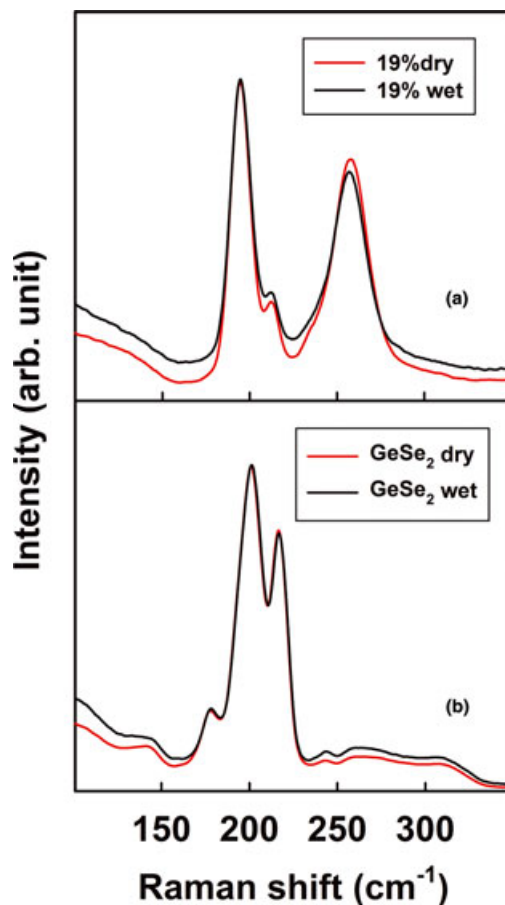 19%dry
19% wet
(a)
GeSe₂ dry
GeSe₂ wet
(b)
Intensity (arb. unit)
150 200 250 300
Raman shift (cm⁻¹)